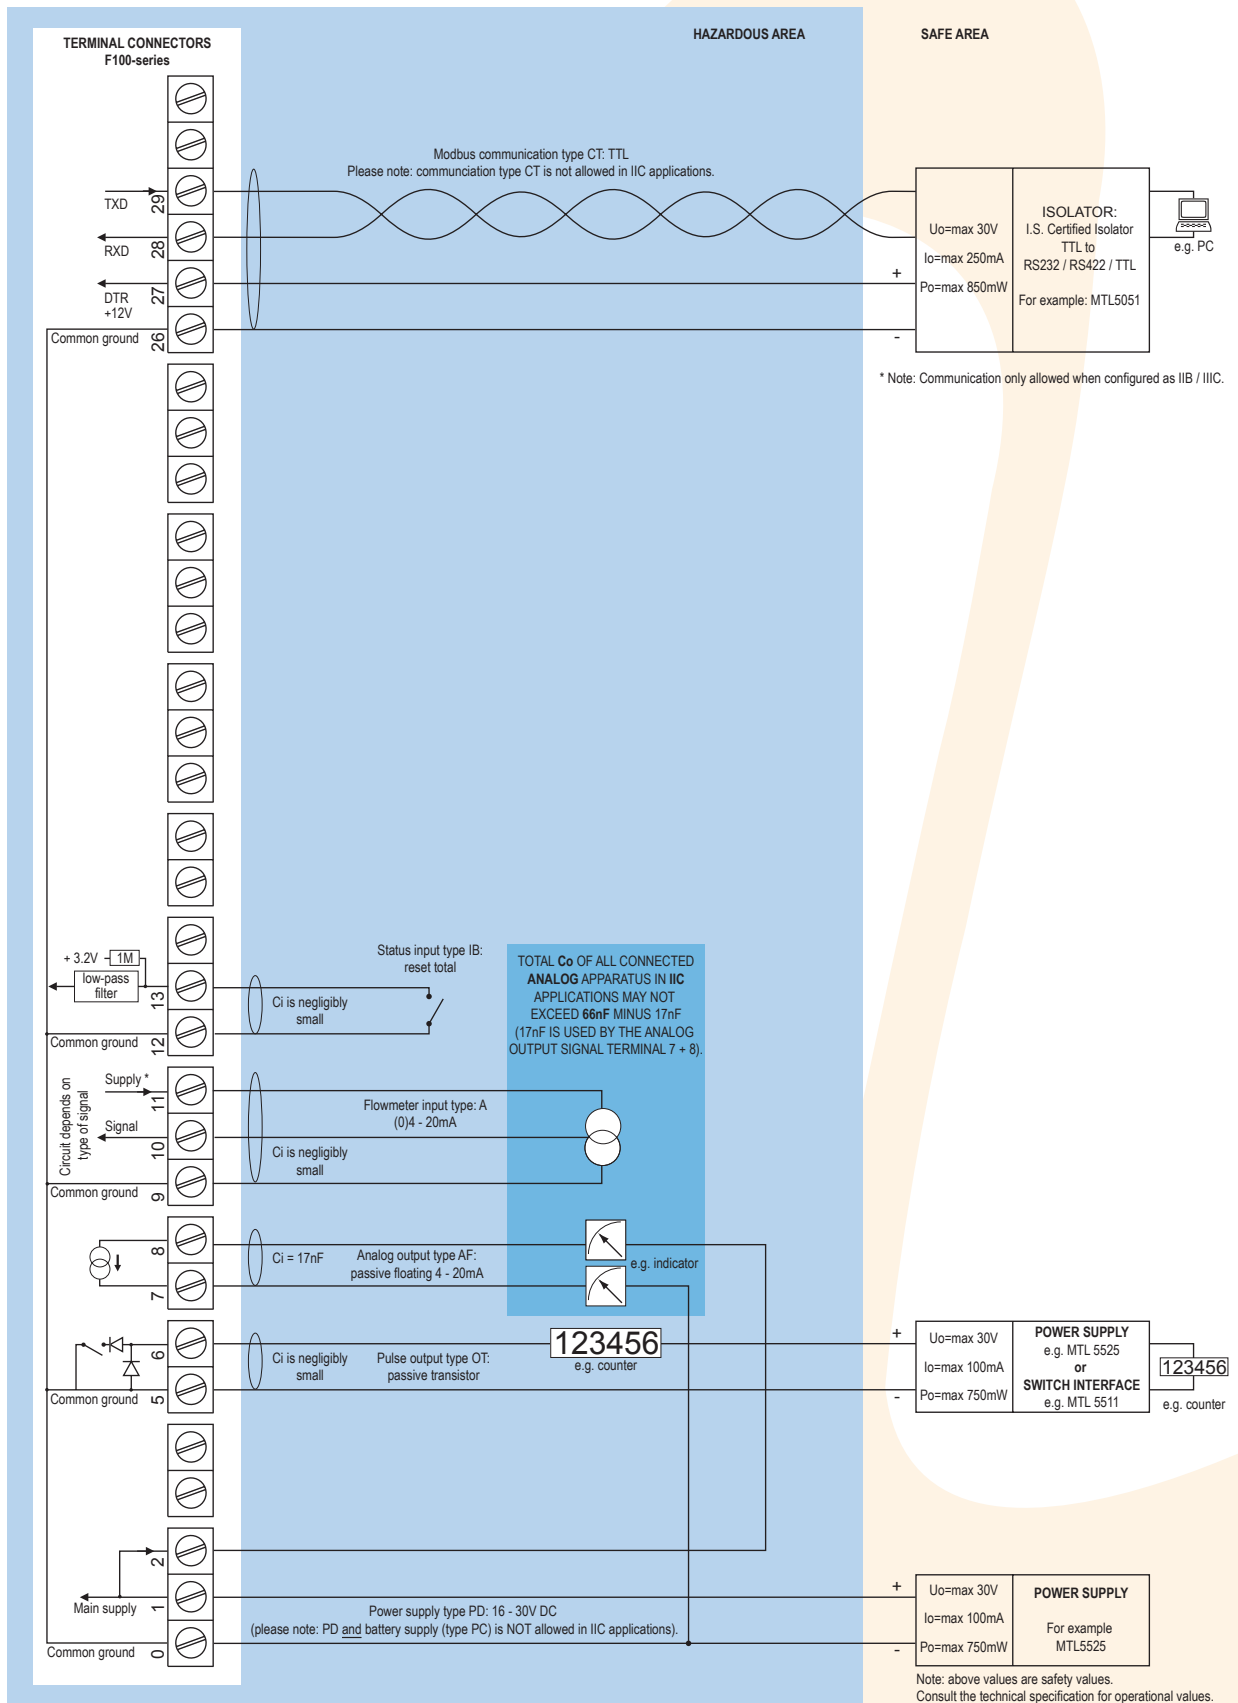 TERMINAL CONNECTORS
F100-series
HAZARDOUS AREA
SAFE AREA
Modbus communication type CT: TTL
Please note: communciation type CT is not allowed in IIC applications.
TXD
29
RXD
28
DTR
+12V
27
Common ground
26
Uo=max 30V
Io=max 250mA
+
Po=max 850mW
-
ISOLATOR:
I.S. Certified Isolator
TTL to
RS232 / RS422 / TTL
For example: MTL5051
e.g. PC
* Note: Communication only allowed when configured as IIB / IIIC.
+ 3.2V
1M
low-pass
filter
13
Common ground
12
Ci is negligibly
small
Status input type IB:
reset total
TOTAL Co OF ALL CONNECTED
ANALOG APPARATUS IN IIC
APPLICATIONS MAY NOT
EXCEED 66nF MINUS 17nF
(17nF IS USED BY THE ANALOG
OUTPUT SIGNAL TERMINAL 7 + 8).
Circuit depends on
type of signal
Supply *
11
Signal
10
Common ground
9
Flowmeter input type: A
(0)4 - 20mA
Ci is negligibly
small
8
7
Ci = 17nF
Analog output type AF:
passive floating 4 - 20mA
e.g. indicator
6
Common ground
5
Ci is negligibly
small
Pulse output type OT:
passive transistor
123456
e.g. counter
+
Uo=max 30V
Io=max 100mA
-
Po=max 750mW
POWER SUPPLY
e.g. MTL 5525
or
SWITCH INTERFACE
e.g. MTL 5511
123456
e.g. counter
2
Main supply
1
Common ground
0
Power supply type PD: 16 - 30V DC
(please note: PD and battery supply (type PC) is NOT allowed in IIC applications).
+
Uo=max 30V
Io=max 100mA
-
Po=max 750mW
POWER SUPPLY
For example
MTL5525
Note: above values are safety values.
Consult the technical specification for operational values.